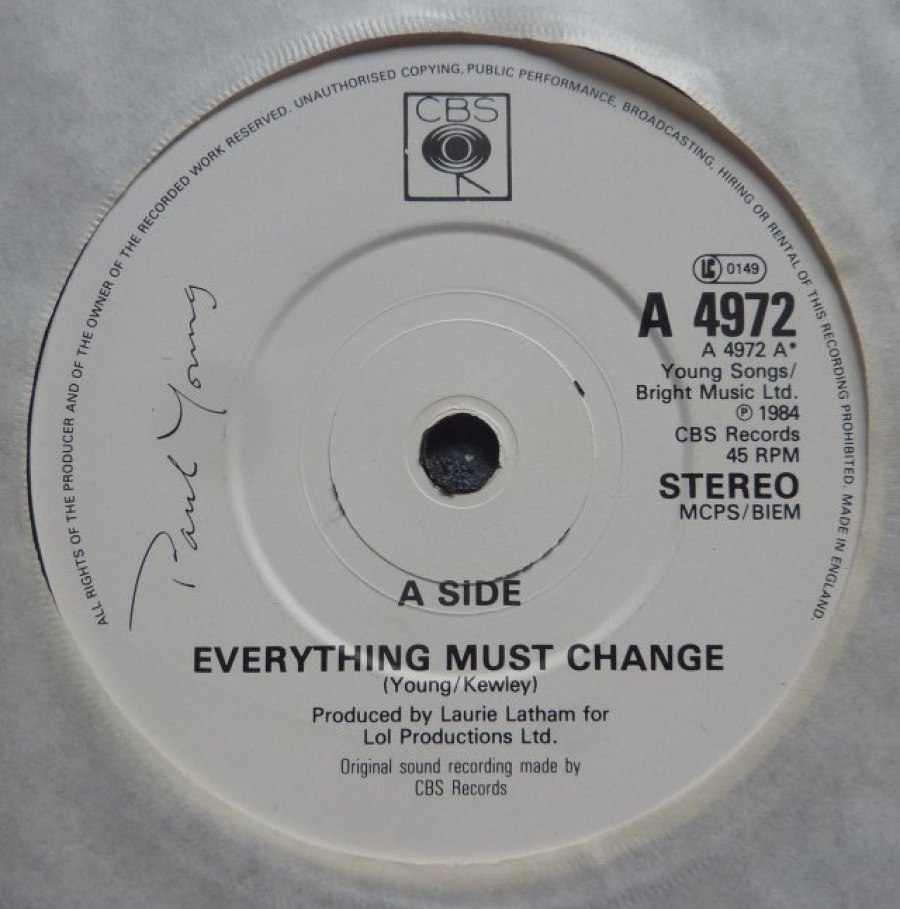 ALL RIGHTS OF THE PRODUCER AND OF THE OWNER OF THE RECORDED WORK RESERVED. UNAUTHORISED COPYING, PUBLIC PERFORMANCE, BROADCASTING, HIRING OR RENTAL OF THIS RECORDING PROHIBITED. MADE IN ENGLAND.
CBS
Paul Young
LC 0149
A 4972
A 4972 A*
Young Songs/
Bright Music Ltd.
℗ 1984
CBS Records
45 RPM
STEREO
MCPS/BIEM
A SIDE
EVERYTHING MUST CHANGE
(Young/Kewley)
Produced by Laurie Latham for
Lol Productions Ltd.
Original sound recording made by
CBS Records